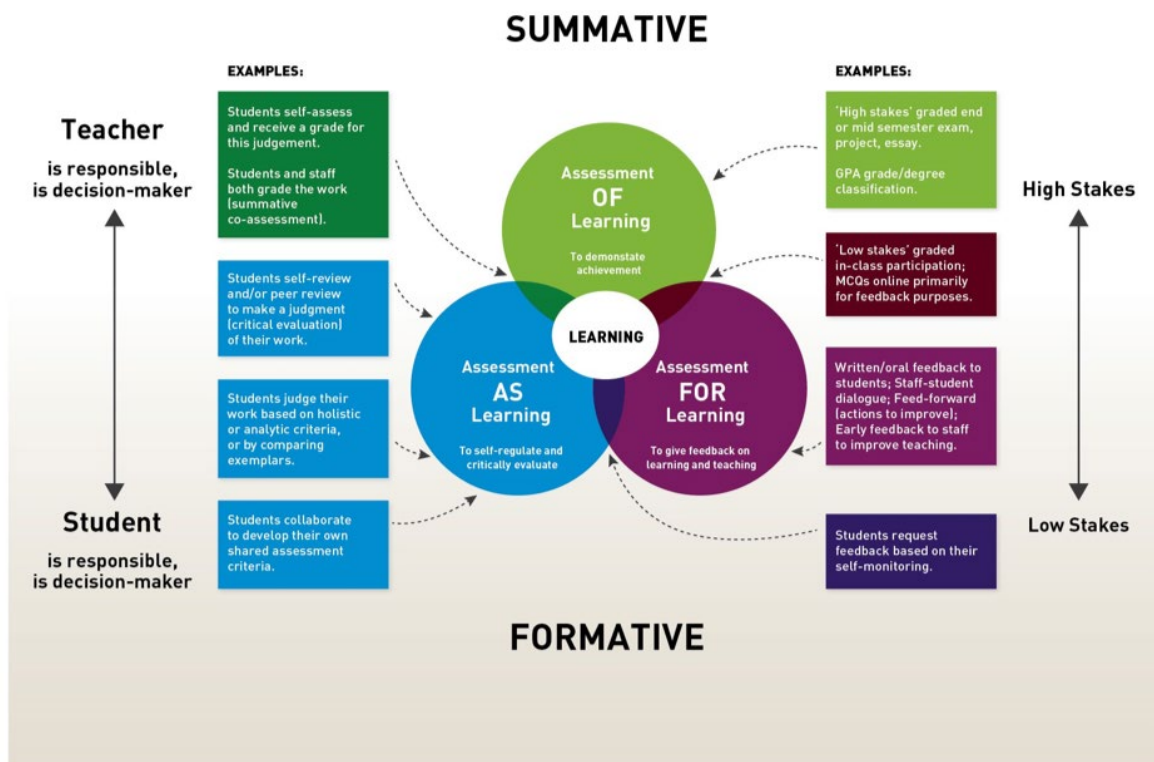 SUMMATIVE
EXAMPLES:
Students self-assess
and receive a grade for
this judgement.
Students and staff
both grade the work
(summative
co-assessment).
Students self-review
and/or peer review
to make a judgment
(critical evaluation)
of their work.
Students judge their
work based on holistic
or analytic criteria,
or by comparing
exemplars.
Students collaborate
to develop their own
shared assessment
criteria.
Teacher
is responsible,
is decision-maker
Student
is responsible,
is decision-maker
Assessment
OF
Learning
To demonstate
achievement
LEARNING
Assessment
AS
Learning
To self-regulate and
critically evaluate
Assessment
FOR
Learning
To give feedback on
learning and teaching
EXAMPLES:
'High stakes' graded end
or mid semester exam,
project, essay.
GPA grade/degree
classification.
'Low stakes' graded
in-class participation;
MCQs online primarily
for feedback purposes.
Written/oral feedback to
students; Staff-student
dialogue; Feed-forward
(actions to improve);
Early feedback to staff
to improve teaching.
Students request
feedback based on their
self-monitoring.
High Stakes
Low Stakes
FORMATIVE